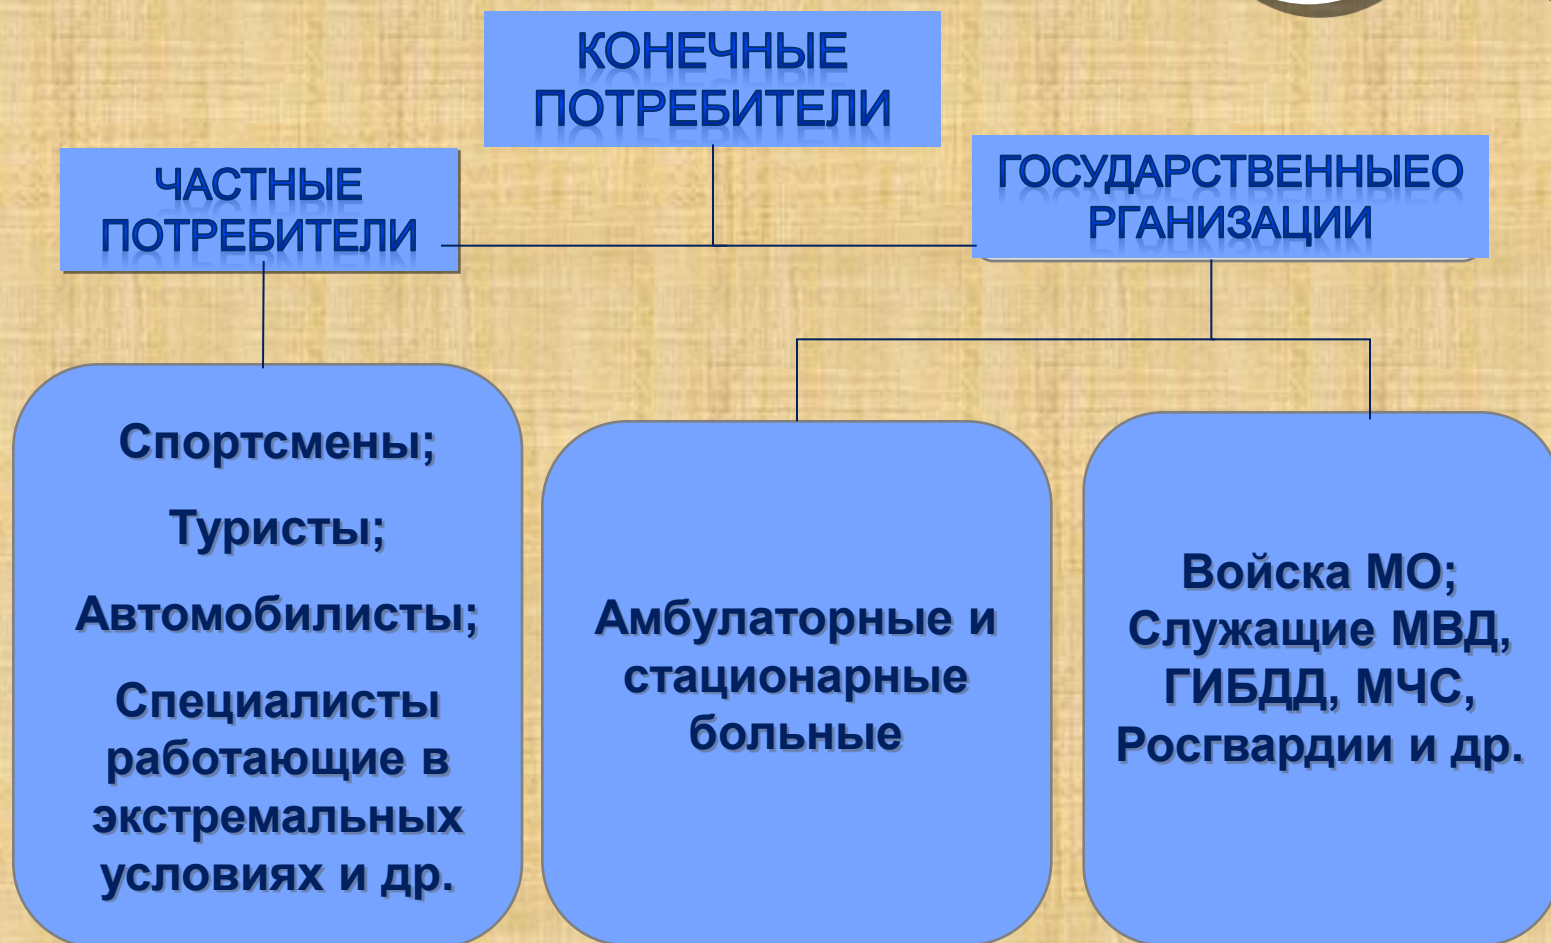 КОНЕЧНЫЕ
ПОТРЕБИТЕЛИ
ЧАСТНЫЕ
ПОТРЕБИТЕЛИ
ГОСУДАРСТВЕННЫЕО
РГАНИЗАЦИИ
Спортсмены;
Туристы;
Автомобилисты;
Специалисты
работающие в
экстремальных
условиях и др.
Амбулаторные и
стационарные
больные
Войска МО;
Служащие МВД,
ГИБДД, МЧС,
Росгвардии и др.